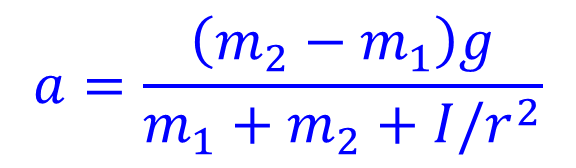 a = (m₂ − m₁)g / m₁ + m₂ + I/r²